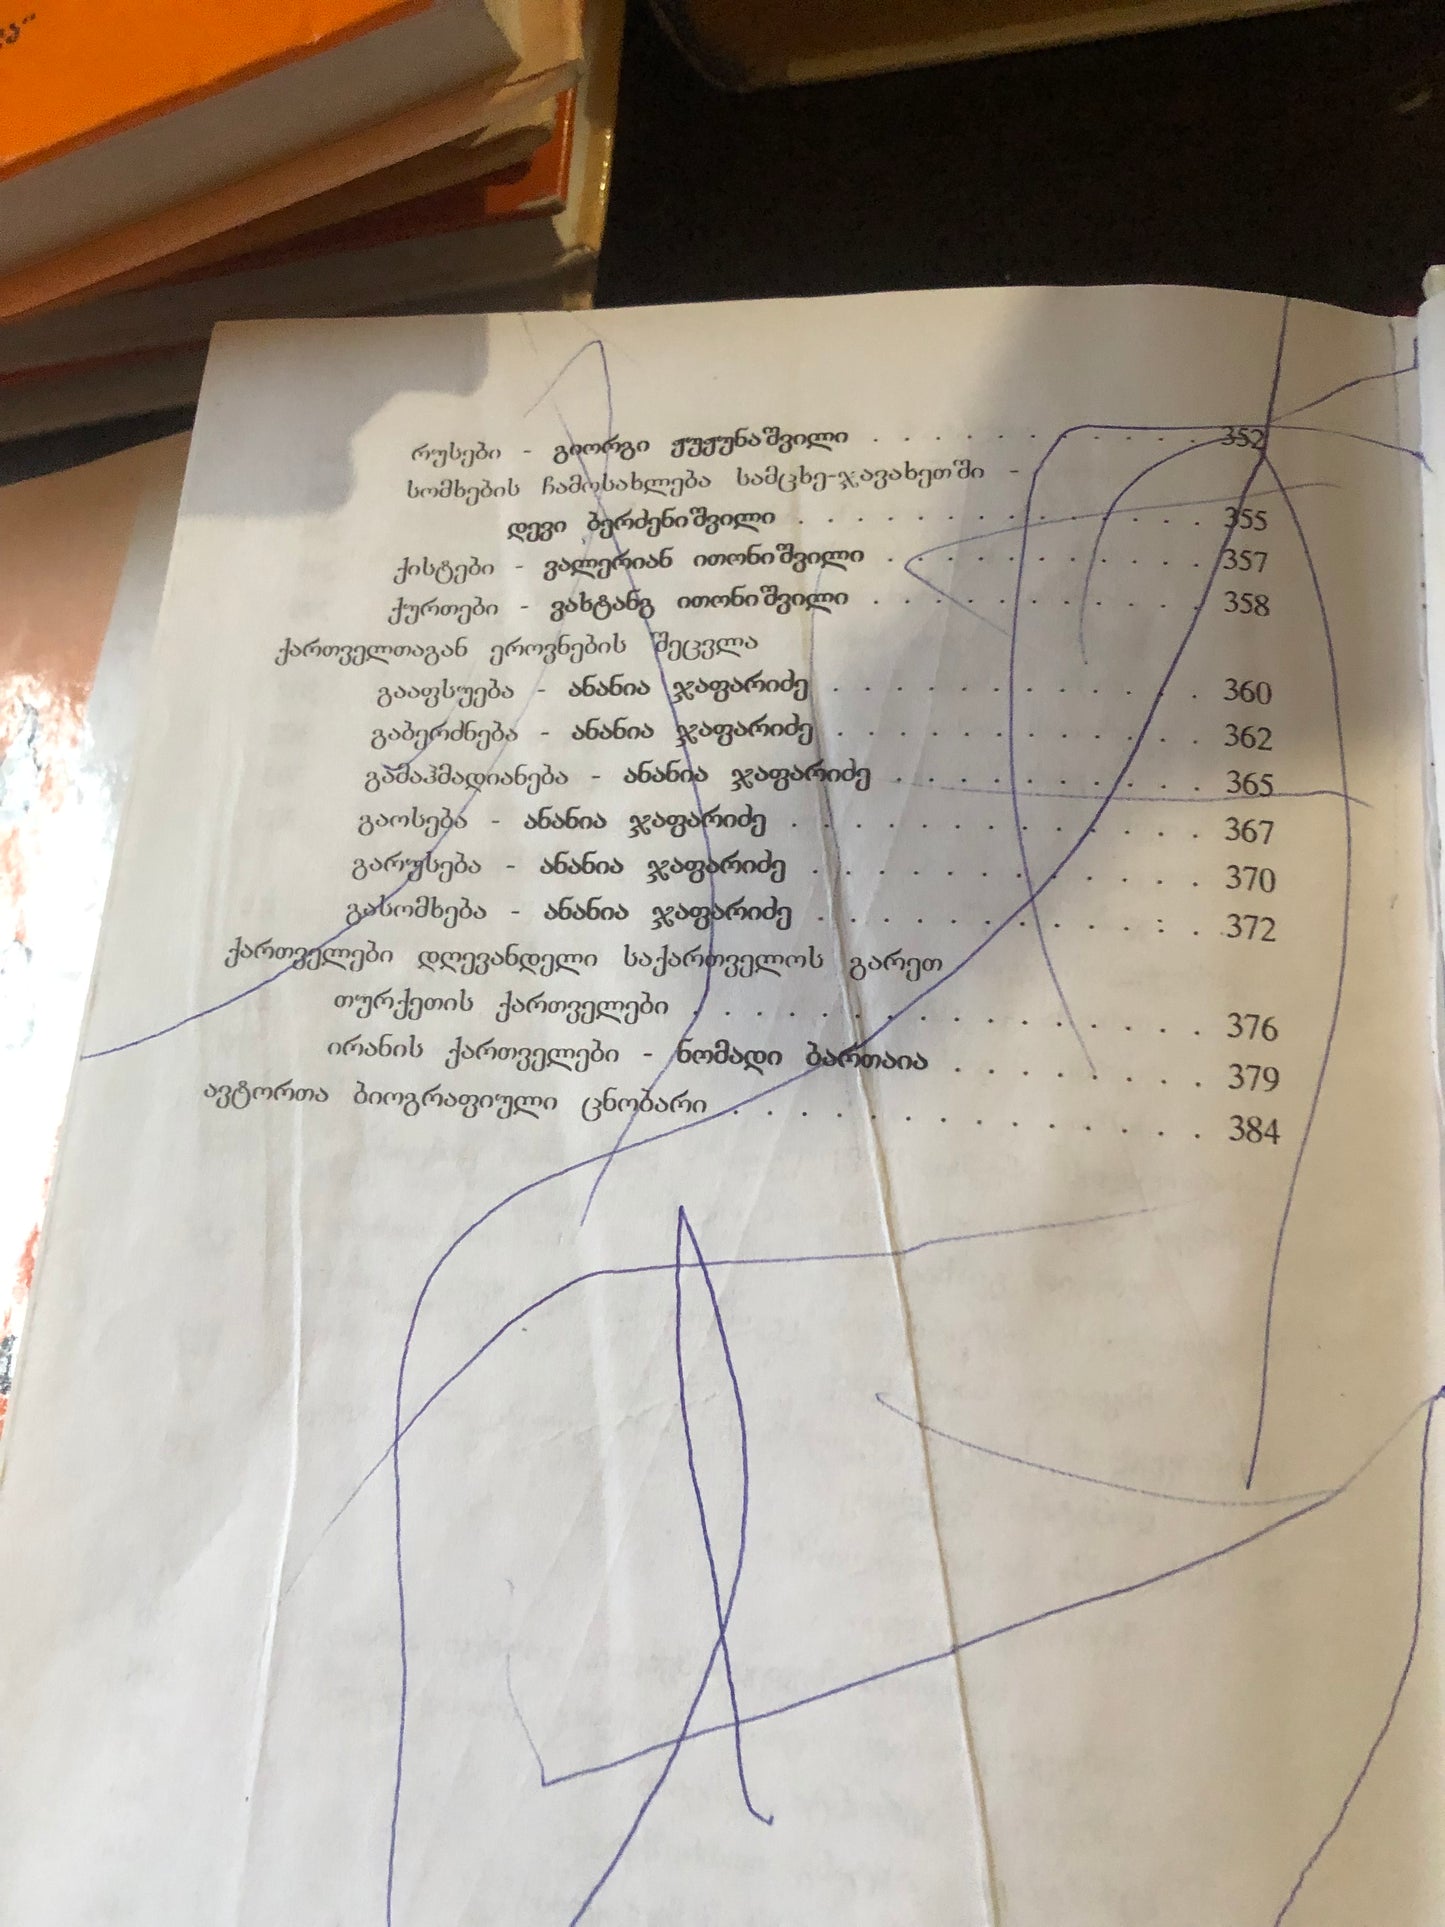 რუსები - გიორგი ჟუჟუნაშვილი . . . . . . . . . . . . 352
სომხების ჩამოსახლება სამცხე-ჯავახეთში -
დევი ბერძენიშვილი . . . . . . . . . . . . . . 355
ქისტები - ვალერიან ითონიშვილი . . . . . . . . . . . 357
ქურთები - ვახტანგ ითონიშვილი . . . . . . . . . . . . 358
ქართველთაგან ეროვნების შეცვლა
გააფსუება - ანანია ჯაფარიძე . . . . . . . . . . . . . 360
გაბერძნება - ანანია ჯაფარიძე . . . . . . . . . . . . . 362
გამაჰმადიანება - ანანია ჯაფარიძე . . . . . . . . . . . 365
გაოსება - ანანია ჯაფარიძე . . . . . . . . . . . . . . 367
გარუსება - ანანია ჯაფარიძე . . . . . . . . . . . . . 370
გასომხება - ანანია ჯაფარიძე . . . . . . . . . . . : . 372
ქართველები დღევანდელი საქართველოს გარეთ
თურქეთის ქართველები . . . . . . . . . . . . . . . . 376
ირანის ქართველები - ნომადი ბართაია . . . . . . . . . 379
ავტორთა ბიოგრაფიული ცნობარი . . . . . . . . . . . . . . 384